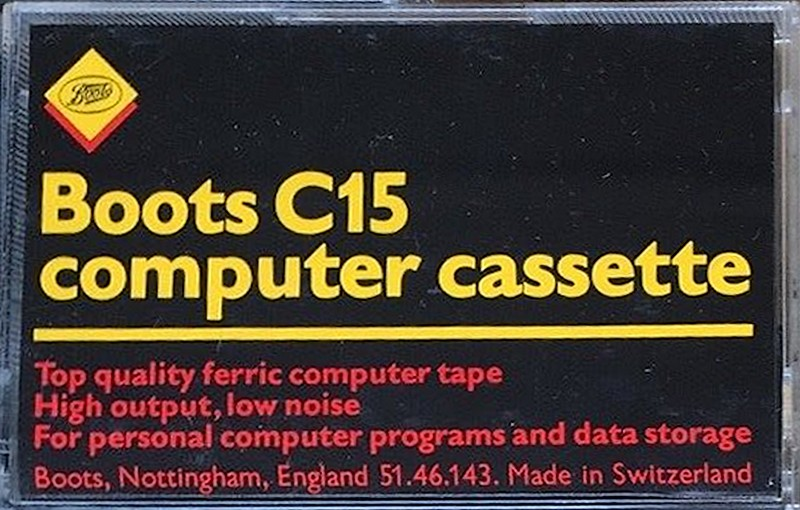 Boots
Boots C15
computer cassette
Top quality ferric computer tape
High output, low noise
For personal computer programs and data storage
Boots, Nottingham, England 51.46.143. Made in Switzerland